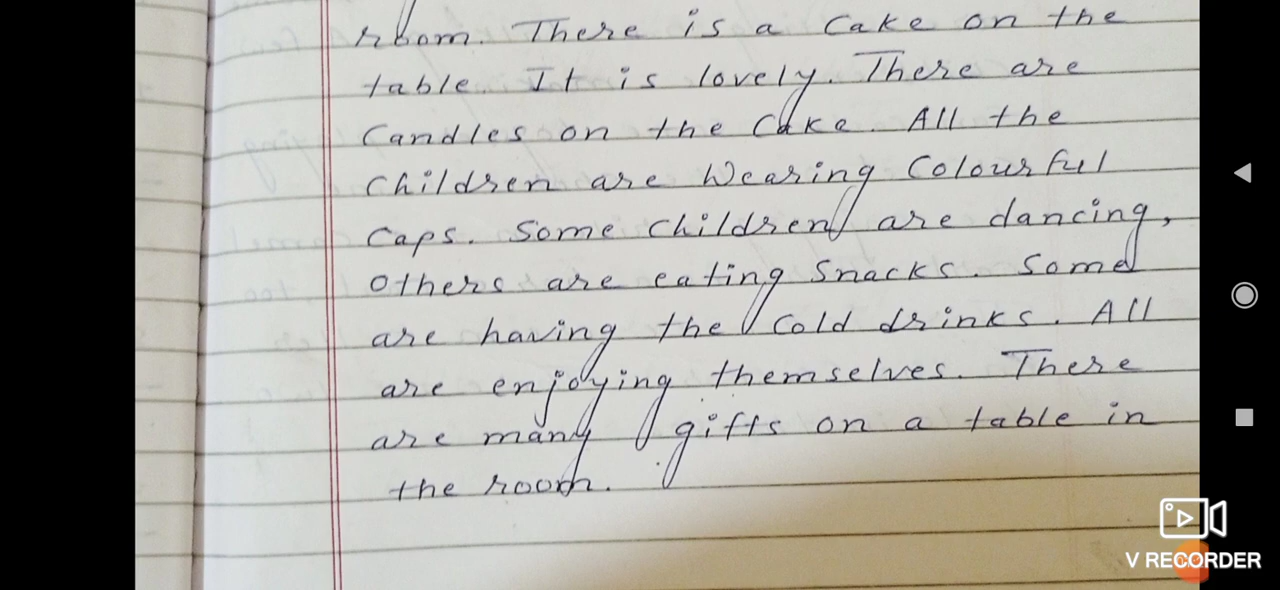 room. There is a Cake on the
table. It is lovely. There are
Candles on the Cake. All the
Children are Wearing Colourful
Caps. Some Children are dancing,
Others are eating Snacks. Some
are having the Cold drinks. All
are enjoying themselves. There
are many gifts on a table in
the room.
V RECORDER